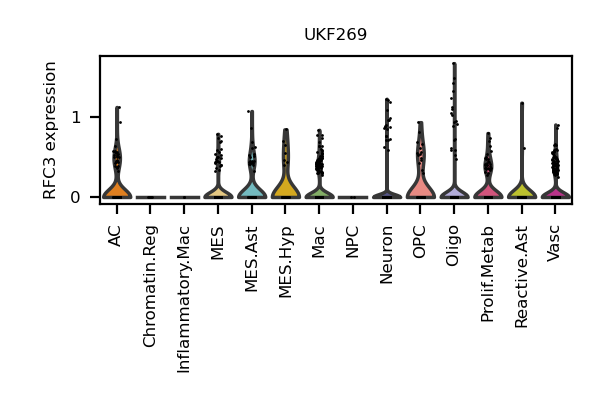 UKF269
RFC3 expression
1
0
AC
Chromatin.Reg
Inflammatory.Mac
MES
MES.Ast
MES.Hyp
Mac
NPC
Neuron
OPC
Oligo
Prolif.Metab
Reactive.Ast
Vasc